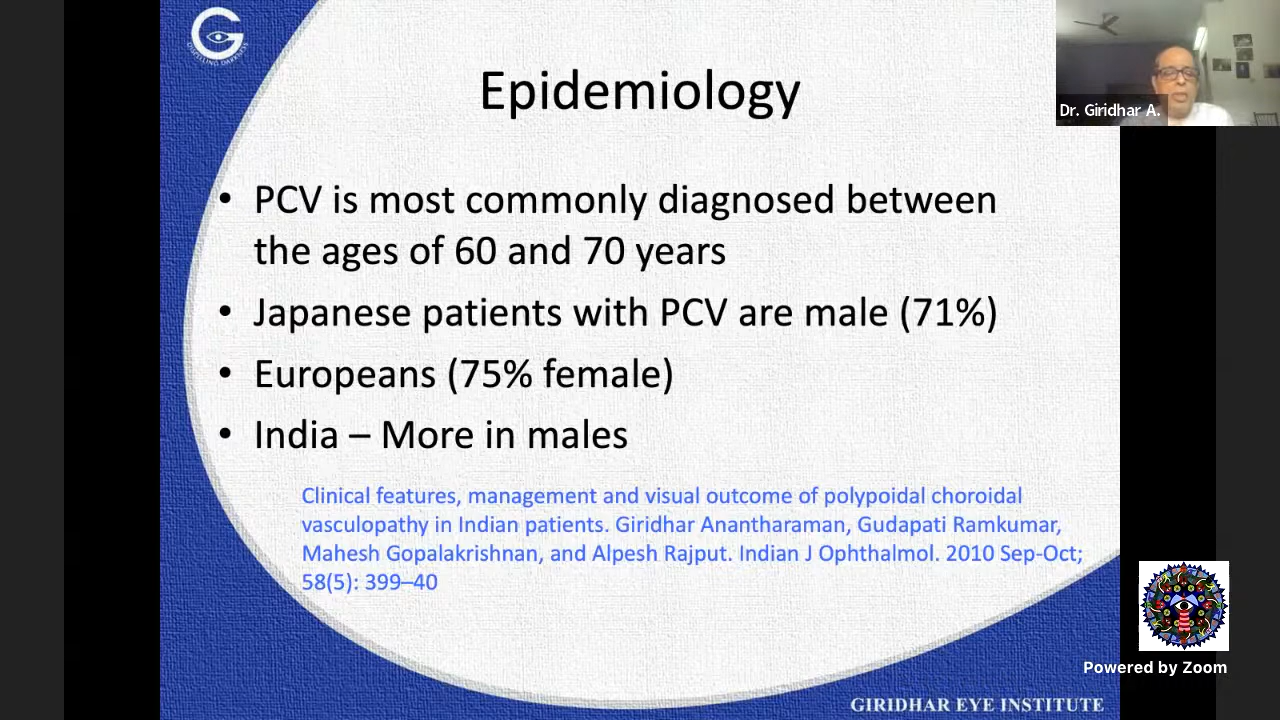 DISPELLING DARKNESS
Epidemiology
Dr. Giridhar A.
• PCV is most commonly diagnosed between
the ages of 60 and 70 years
• Japanese patients with PCV are male (71%)
• Europeans (75% female)
• India – More in males
Clinical features, management and visual outcome of polypoidal choroidal
vasculopathy in Indian patients. Giridhar Anantharaman, Gudapati Ramkumar,
Mahesh Gopalakrishnan, and Alpesh Rajput. Indian J Ophthalmol. 2010 Sep-Oct;
58(5): 399–40
Powered by Zoom
GIRIDHAR EYE INSTITUTE